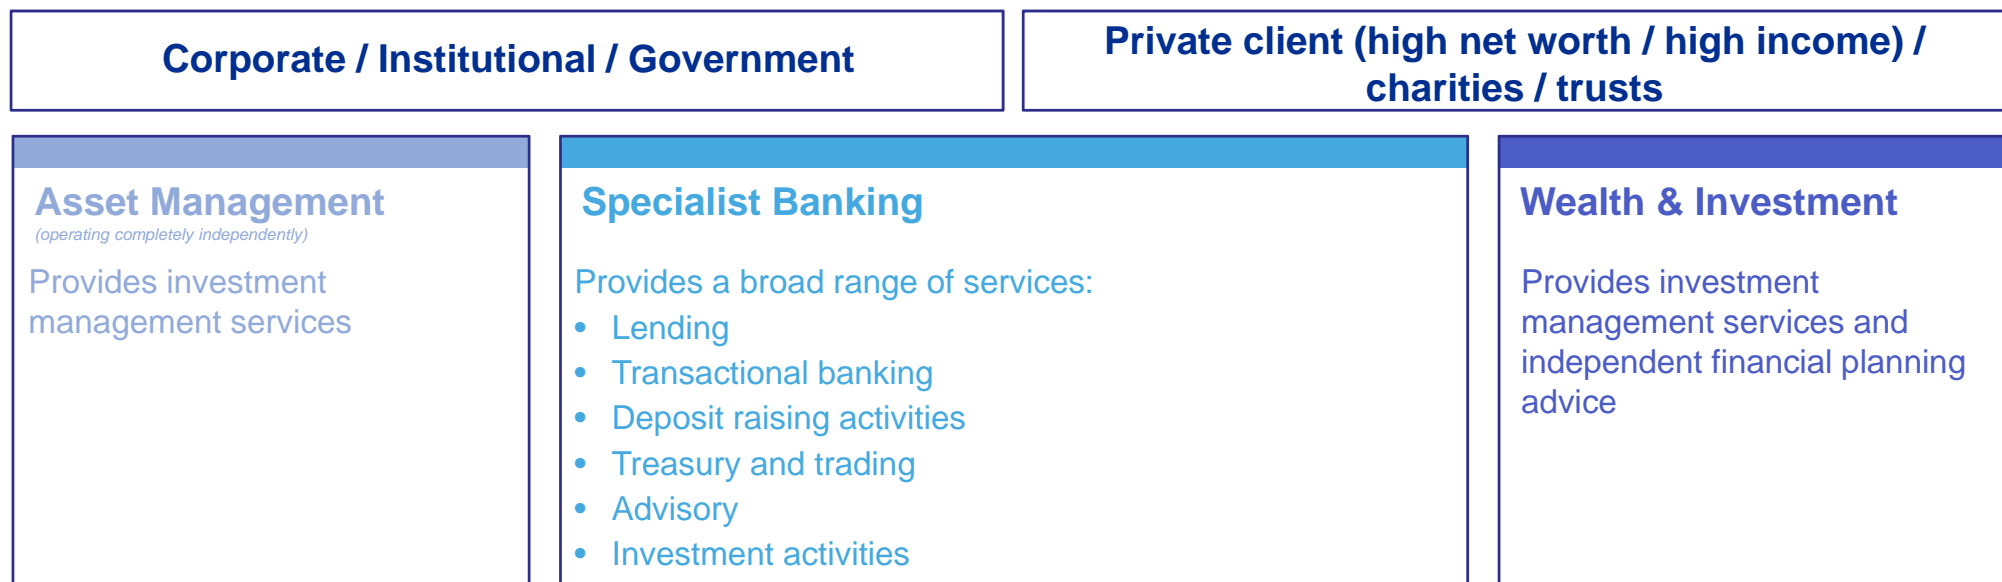 Corporate / Institutional / Government
Private client (high net worth / high income) /
charities / trusts
Asset Management
(operating completely independently)
Provides investment
management services
Specialist Banking
Provides a broad range of services:
• Lending
• Transactional banking
• Deposit raising activities
• Treasury and trading
• Advisory
• Investment activities
Wealth & Investment
Provides investment
management services and
independent financial planning
advice